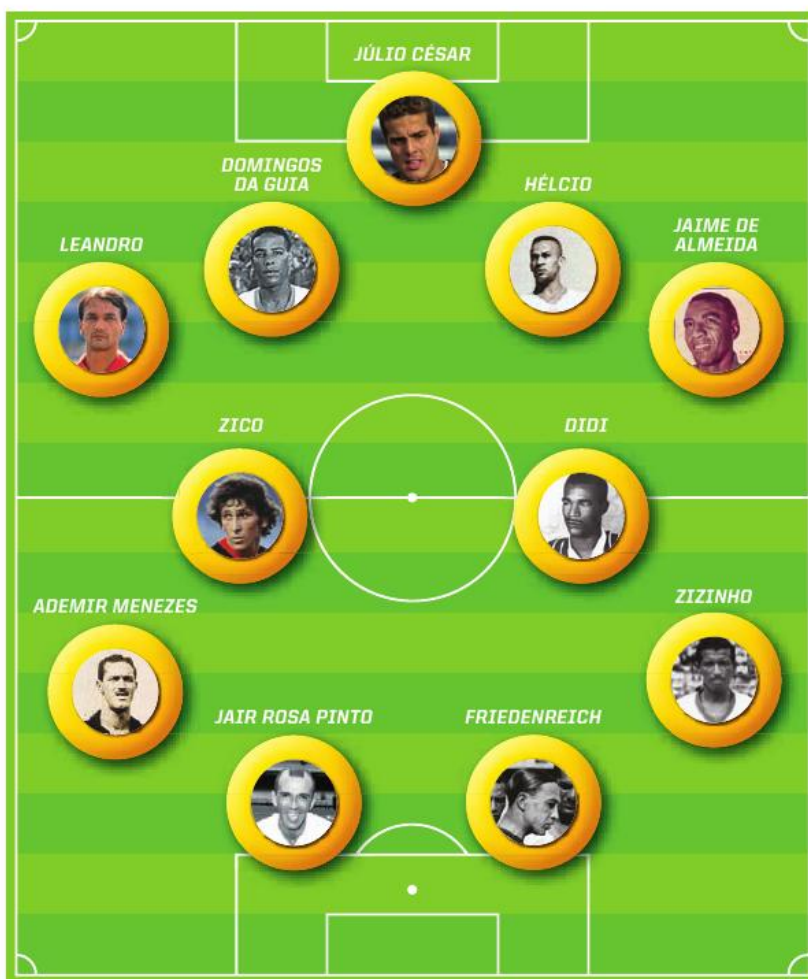 JÚLIO CÉSAR
DOMINGOS
DA GUIA
HÉLCIO
LEANDRO
JAIME DE
ALMEIDA
ZICO
DIDI
ADEMIR MENEZES
ZIZINHO
JAIR ROSA PINTO
FRIEDENREICH